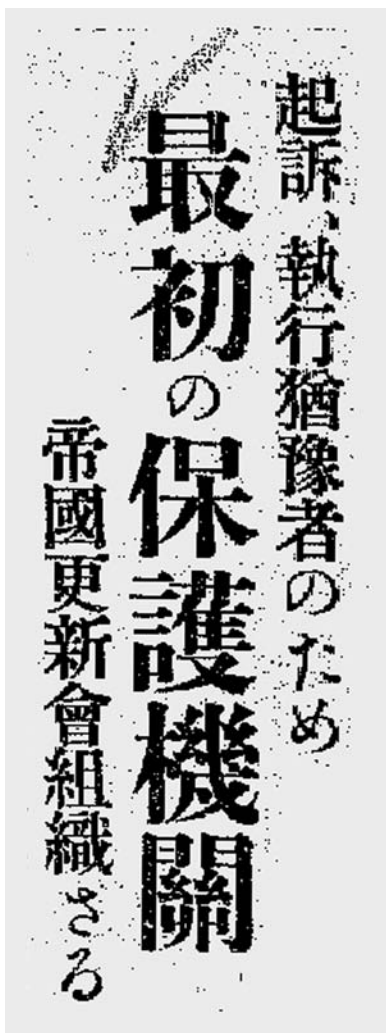 起訴、執行猶豫者のため
最初の保護機關
帝國更新會組織さる